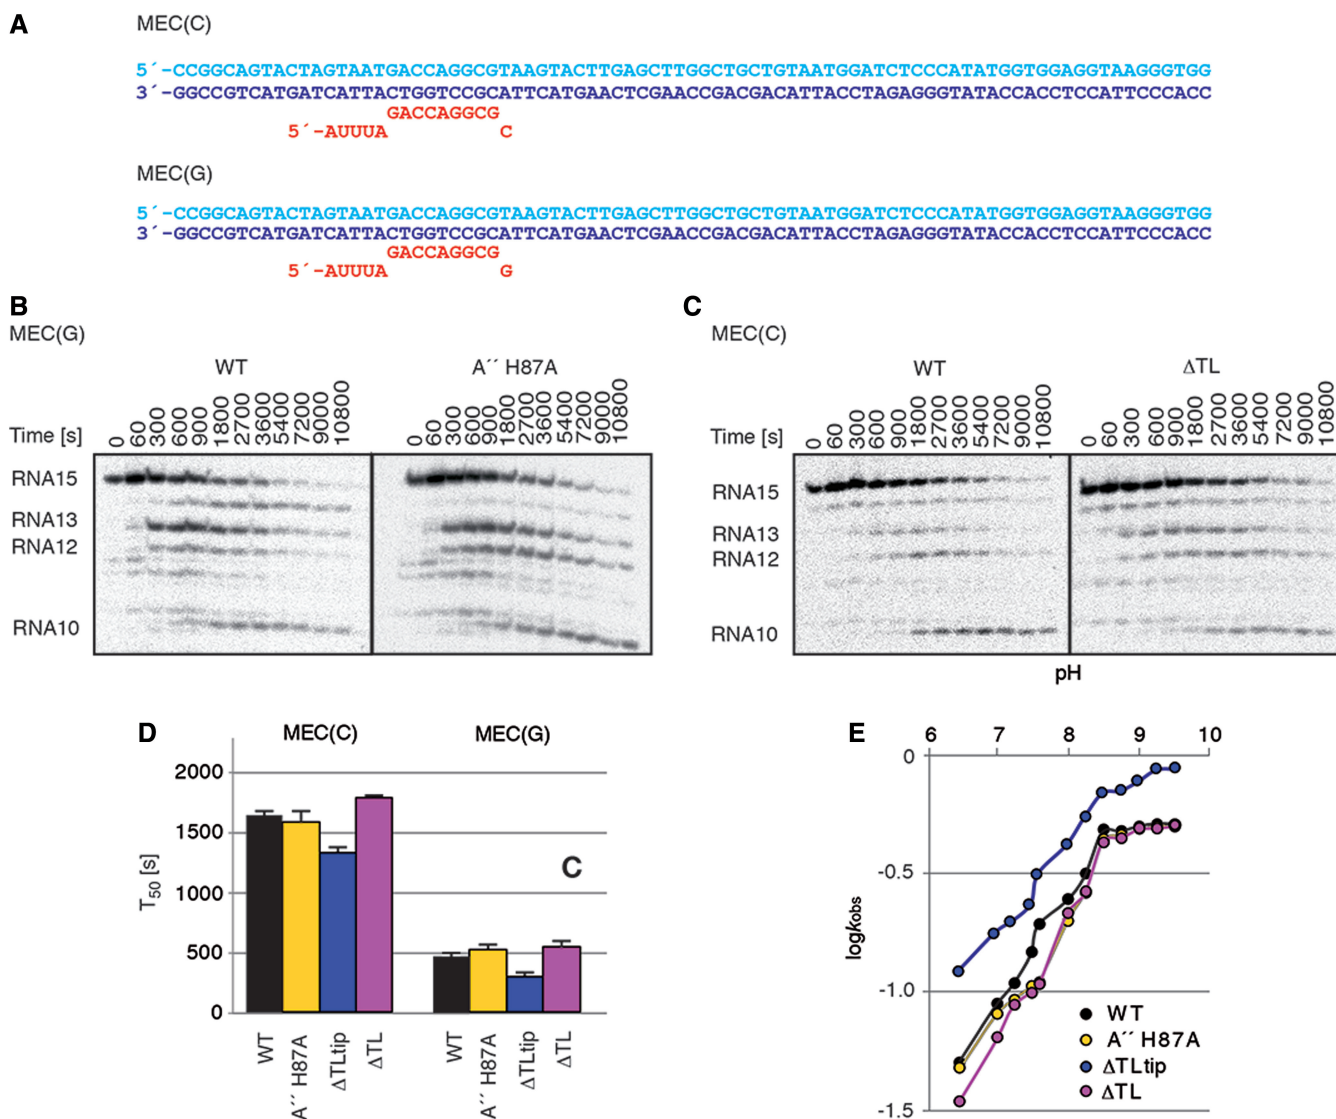 A
MEC(C)
5´-CCGGCAGTACTAGTAATGACCAGGCGTAAGTACTTGAGCTTGGCTGCTGTAATGGATCTCCCATATGGTGGAGGTAAGGGTGG
3´-GGCCGTCATGATCATTACTGGTCCGCATTCATGAACTCGAACCGACGACATTACCTAGAGGGTATACCACCTCCATTCCCACC
GACCAGGCG
5´-AUUUA C
MEC(G)
5´-CCGGCAGTACTAGTAATGACCAGGCGTAAGTACTTGAGCTTGGCTGCTGTAATGGATCTCCCATATGGTGGAGGTAAGGGTGG
3´-GGCCGTCATGATCATTACTGGTCCGCATTCATGAACTCGAACCGACGACATTACCTAGAGGGTATACCACCTCCATTCCCACC
GACCAGGCG
5´-AUUUA G
B
MEC(G)
WT A´´ H87A
Time [s] 0 60 3000 6000 9000 1800 2700 3600 5400 7200 9000 10800 0 60 300 600 900 1800 2700 3600 5400 7200 9000 10800
RNA15
RNA13
RNA12
RNA10
C
MEC(C)
WT ΔTL
Time [s] 0 60 300 600 900 1800 2700 3600 5400 7200 9000 10800 0 60 300 600 900 1800 2700 3600 5400 7200 9000 10800
RNA15
RNA13
RNA12
RNA10
pH
D
MEC(C) MEC(G)
2000
1500
1000
500
0
T50 [s]
C
WT A´´ H87A ΔTLtip ΔTL WT A´´ H87A ΔTLtip ΔTL
E
6 7 8 9 10
0
-0.5
-1.0
-1.5
logkobs
WT
A´´ H87A
ΔTLtip
ΔTL